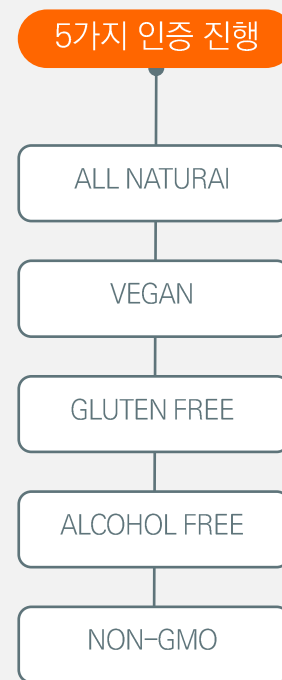 5가지 인증 진행
ALL NATURAl
VEGAN
GLUTEN FREE
ALCOHOL FREE
NON-GMO